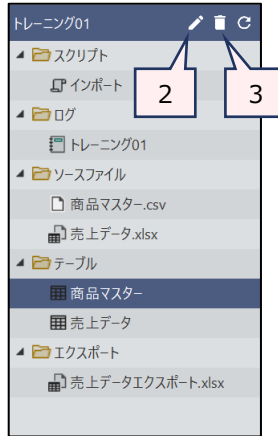 トレーニング01
スクリプト
インポート
2
3
ログ
トレーニング01
ソースファイル
商品マスター.csv
売上データ.xlsx
テーブル
商品マスター
売上データ
エクスポート
売上データエクスポート.xlsx